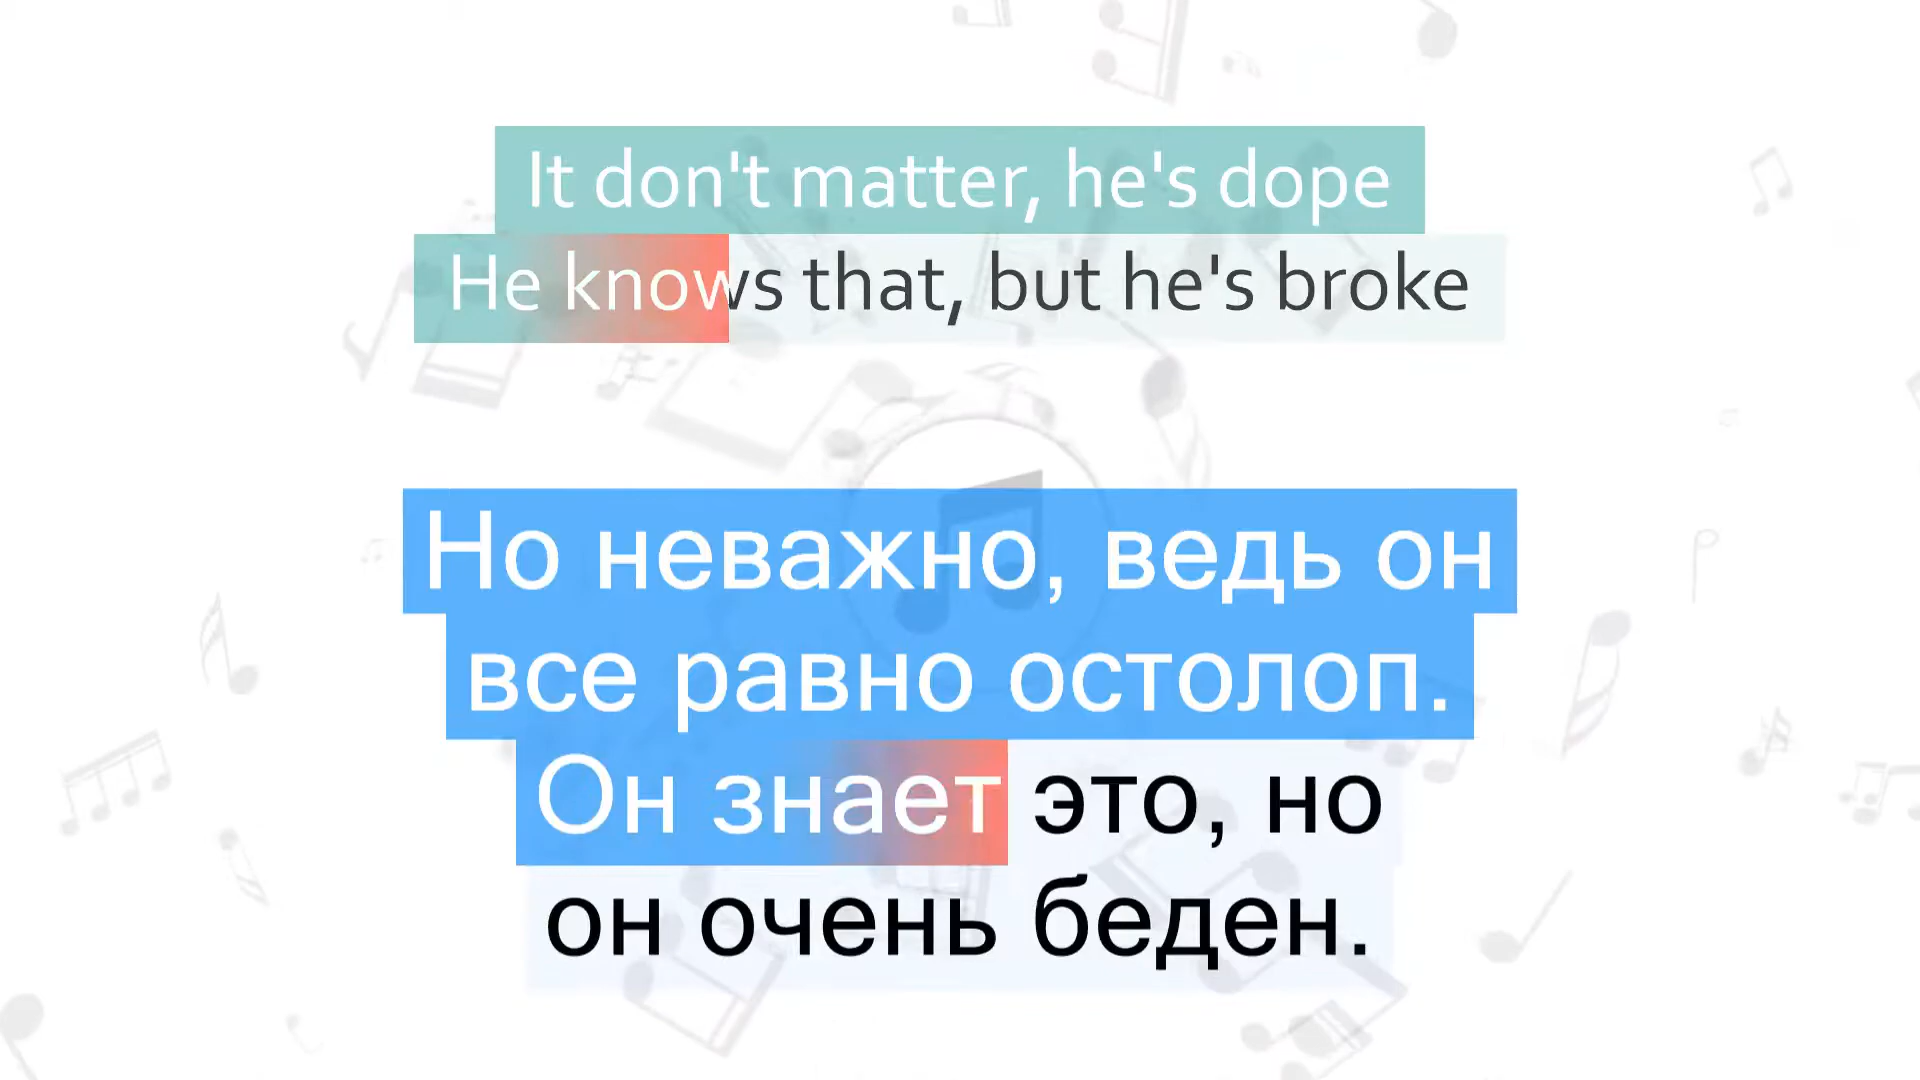 It don't matter, he's dope
He knows that, but he's broke
Но неважно, ведь он
все равно остолоп.
Он знает это, но
он очень беден.